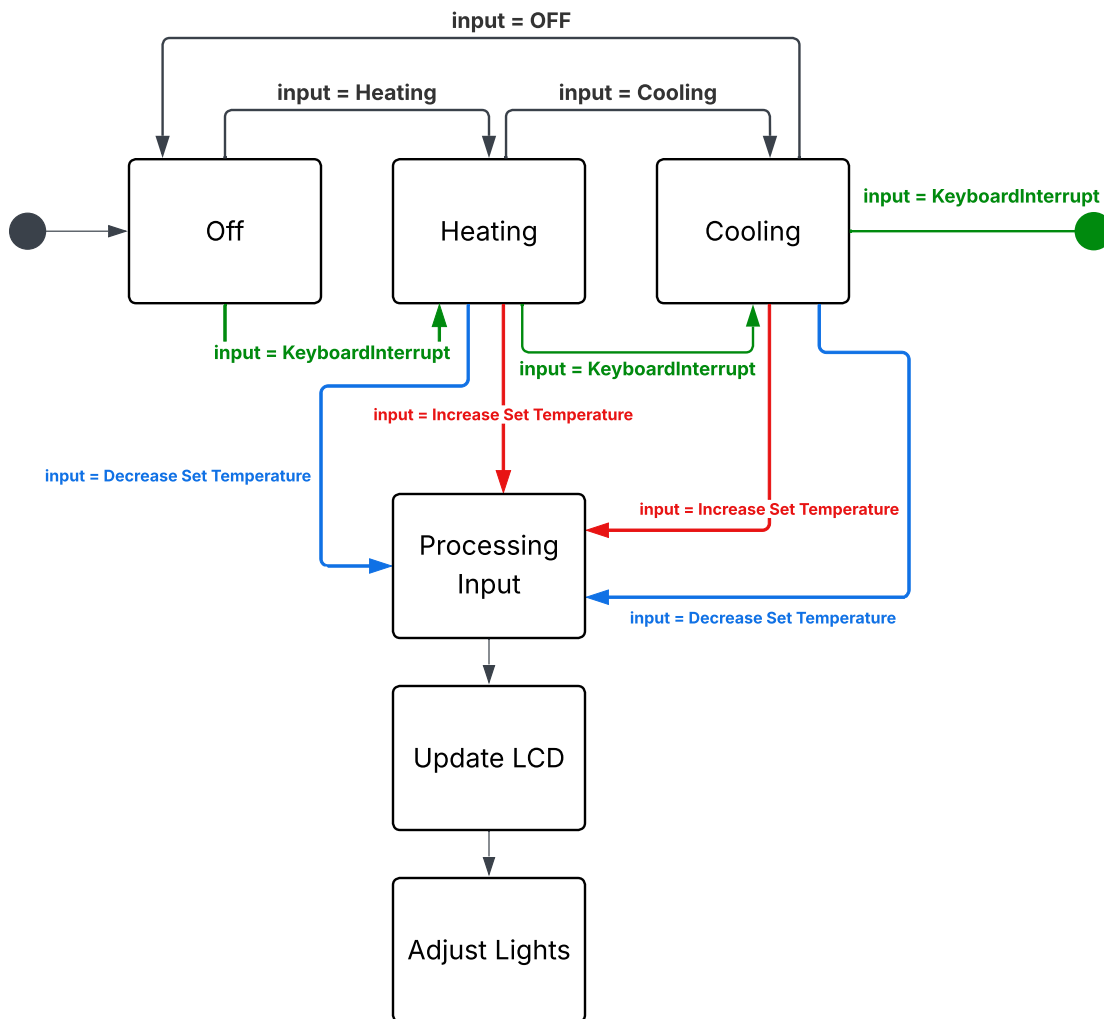 input = OFF
input = Heating
input = Cooling
input = KeyboardInterrupt
Off
Heating
Cooling
input = KeyboardInterrupt
input = KeyboardInterrupt
input = Increase Set Temperature
input = Decrease Set Temperature
input = Increase Set Temperature
Processing
Input
input = Decrease Set Temperature
Update LCD
Adjust Lights